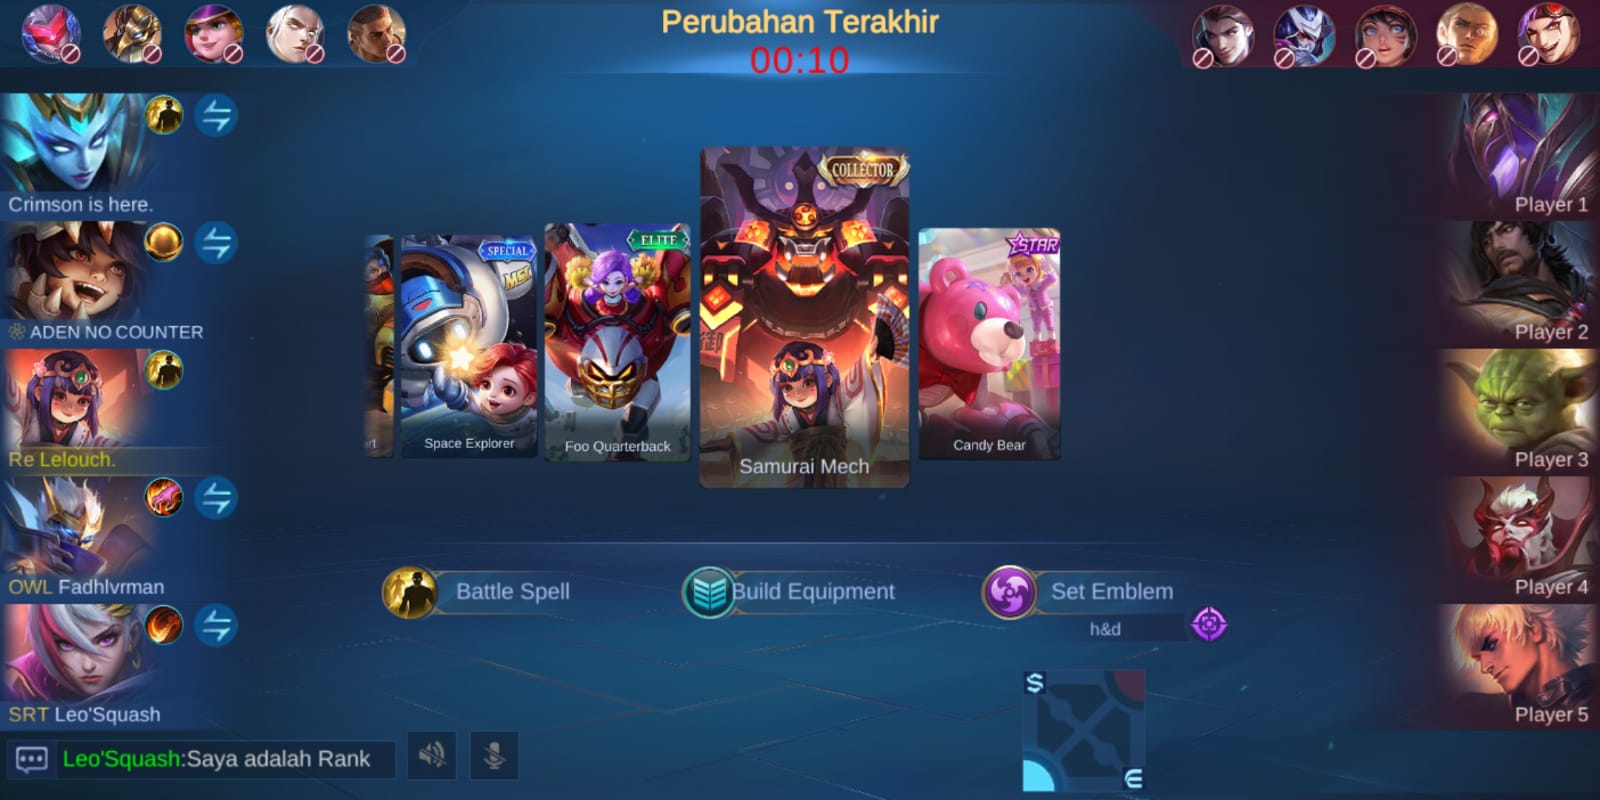 Perubahan Terakhir
00:10
Crimson is here.
ADEN NO COUNTER
Re Lelouch.
OWL Fadhlvrman
SRT Leo'Squash
rt
SPECIAL
MSC
Space Explorer
ELITE
Foo Quarterback
COLLECTOR
Samurai Mech
STAR
Candy Bear
Player 1
Player 2
Player 3
Player 4
Player 5
Battle Spell
Build Equipment
Set Emblem
h&d
Leo'Squash:Saya adalah Rank